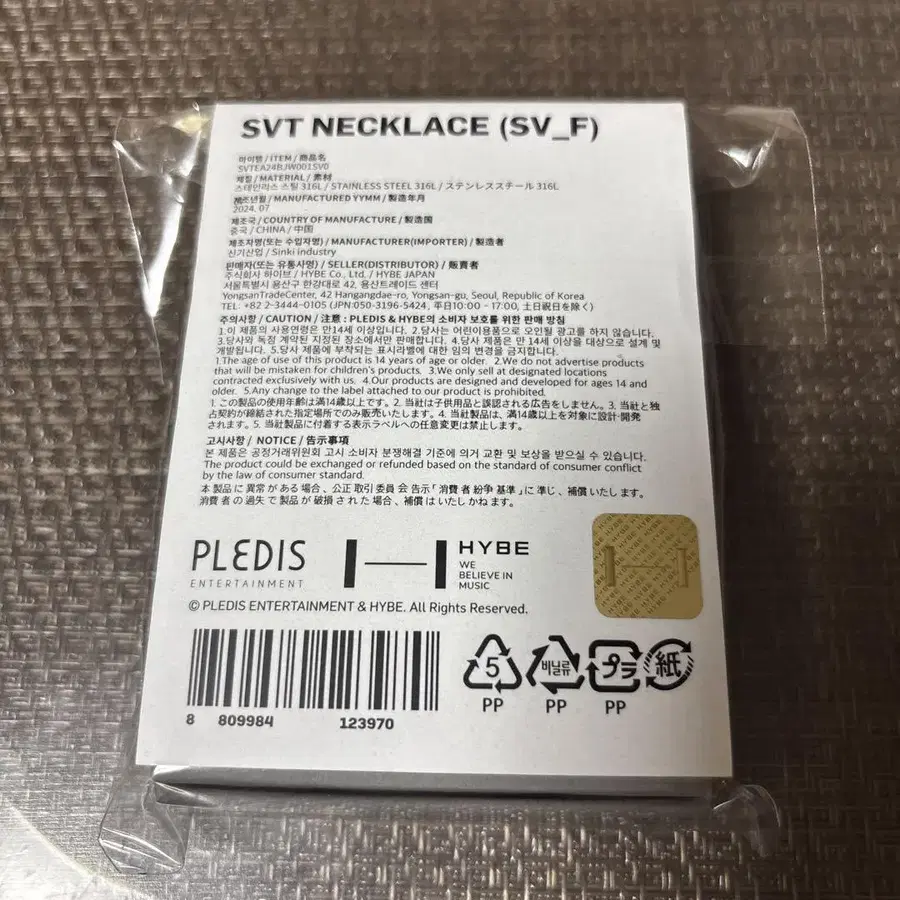 SVT NECKLACE (SV_F)
아이템 / ITEM / 商品名
SVTEA24BJW001SV0
재질 / MATERIAL / 素材
스테인리스 스틸 316L / STAINLESS STEEL 316L / ステンレススチール 316L
제조년월 / MANUFACTURED YYMM / 製造年月
2024. 07
제조국 / COUNTRY OF MANUFACTURE / 製造国
중국 / CHINA / 中国
제조자명(또는 수입자명) / MANUFACTURER(IMPORTER) / 製造者
신기산업 / Sinki industry
판매자(또는 유통사명) / SELLER(DISTRIBUTOR) / 販賣者
주식회사 하이브 / HYBE Co., Ltd. / HYBE JAPAN
서울특별시 용산구 한강대로 42, 용산트레이드 센터
YongsanTradeCenter, 42 Hangangdae-ro, Yongsan-gu, Seoul, Republic of Korea
TEL: +82 2-3444-0105 (JPN:050-3196-5424, 平日10:00 - 17:00, 土日祝日を除く)
주의사항 / CAUTION / 注意 : PLEDIS & HYBE의 소비자 보호를 위한 판매 방침
1.이 제품의 사용연령은 만14세 이상입니다. 2.당사는 어린이용품으로 오인될 광고를 하지 않습니다.
3.당사와 독점 계약된 지정된 장소에서만 판매합니다. 4.당사 제품은 만 14세 이상을 대상으로 설계 및
개발됩니다. 5.당사 제품에 부착되는 표시라벨에 대한 임의 변경을 금지합니다.
1.The age of use of this product is 14 years of age or older. 2.We do not advertise products
that will be mistaken for children's products. 3.We only sell at designated locations
contracted exclusively with us. 4.Our products are designed and developed for ages 14 and
older. 5.Any change to the label attached to our product is prohibited.
1. この製品の使用年齢は満14歳以上です。2. 当社は子供用品と誤認される広告をしません。3. 当社と独
占契約が締結された指定場所でのみ販売いたします。4. 当社製品は、満14歳以上を対象に設計·開発
されます。5. 当社製品に付着する表示ラベルへの任意変更は禁止します。
고시사항 / NOTICE / 告示事項
본 제품은 공정거래위원회 고시 소비자 분쟁해결 기준에 의거 교환 및 보상을 받으실 수 있습니다.
The product could be exchanged or refunded based on the standard of consumer conflict
by the law of consumer standard.
本 製品 に 異常 が ある 場合 、公正 取引 委員 会 告示 「 消費 者 紛争 基準 」 に 準じ 、補償 いたします。
消費 者 の 過失 で 製品 が 破損 され た 場合 、補償 は いたし かね ます 。
PLEDIS
ENTERTAINMENT
HYBE
WE
BELIEVE IN
MUSIC
© PLEDIS ENTERTAINMENT & HYBE. All Rights Reserved.
8 809984 123970
5 비닐류 プラ 紙
PP PP PP